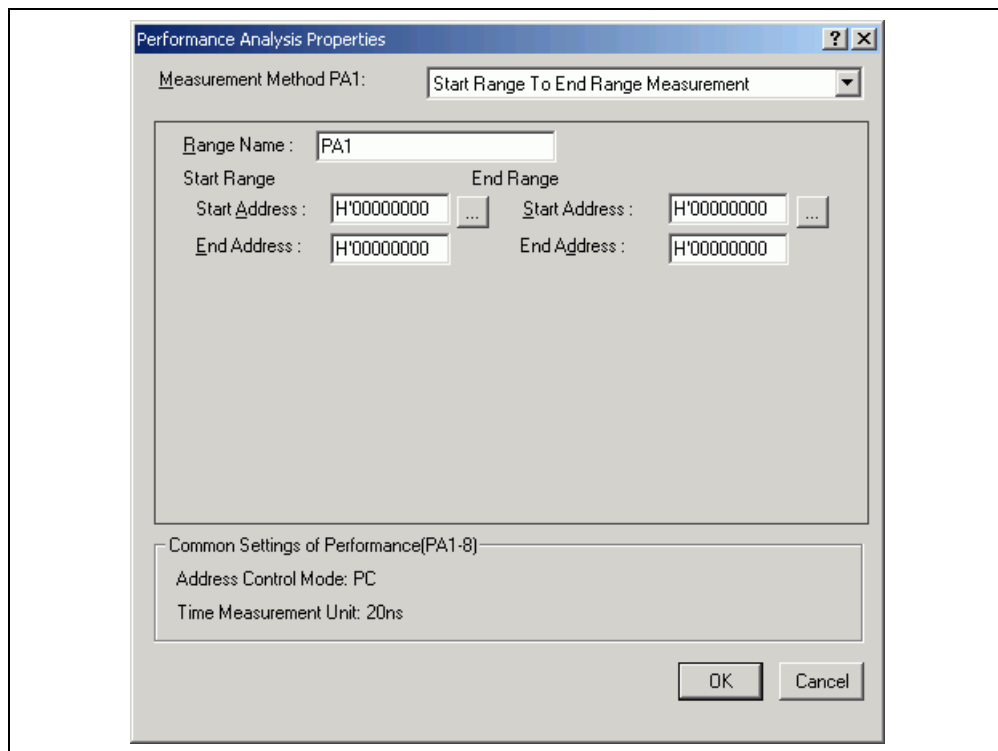 Performance Analysis Properties
Measurement Method PA1: Start Range To End Range Measurement
Range Name : PA1
Start Range End Range
Start Address : H'00000000 ... Start Address : H'00000000 ...
End Address : H'00000000 End Address : H'00000000
Common Settings of Performance(PA1-8)
Address Control Mode: PC
Time Measurement Unit: 20ns
OK Cancel